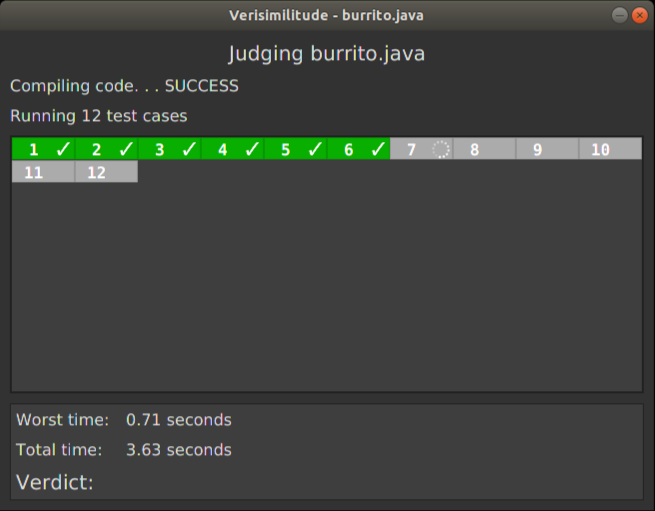 Verisimilitude - burrito.java
Judging burrito.java
Compiling code. . . SUCCESS
Running 12 test cases
1 ✓ 2 ✓ 3 ✓ 4 ✓ 5 ✓ 6 ✓ 7 8 9 10
11 12
Worst time: 0.71 seconds
Total time: 3.63 seconds
Verdict: